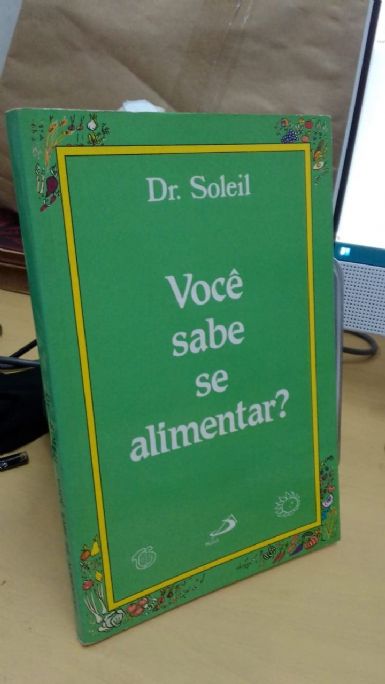 Dr. Soleil
Você
sabe
se
alimentar?